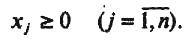 x_j ≥ 0 (j = \overline{1, n}).